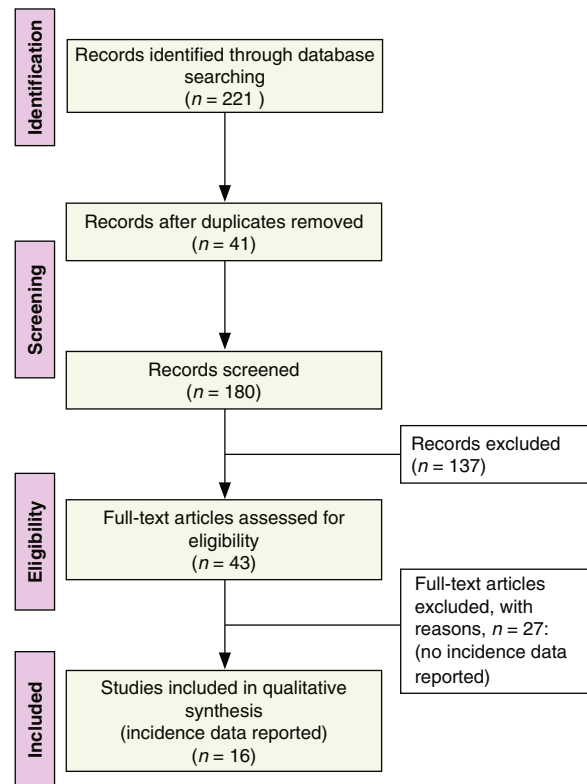 Identification
Records identified through database
searching
(n = 221 )
Records after duplicates removed
(n = 41)
Screening
Records screened
(n = 180)
Records excluded
(n = 137)
Eligibility
Full-text articles assessed for
eligibility
(n = 43)
Full-text articles
excluded, with
reasons, n = 27:
(no incidence data
reported)
Included
Studies included in qualitative
synthesis
(incidence data reported)
(n = 16)